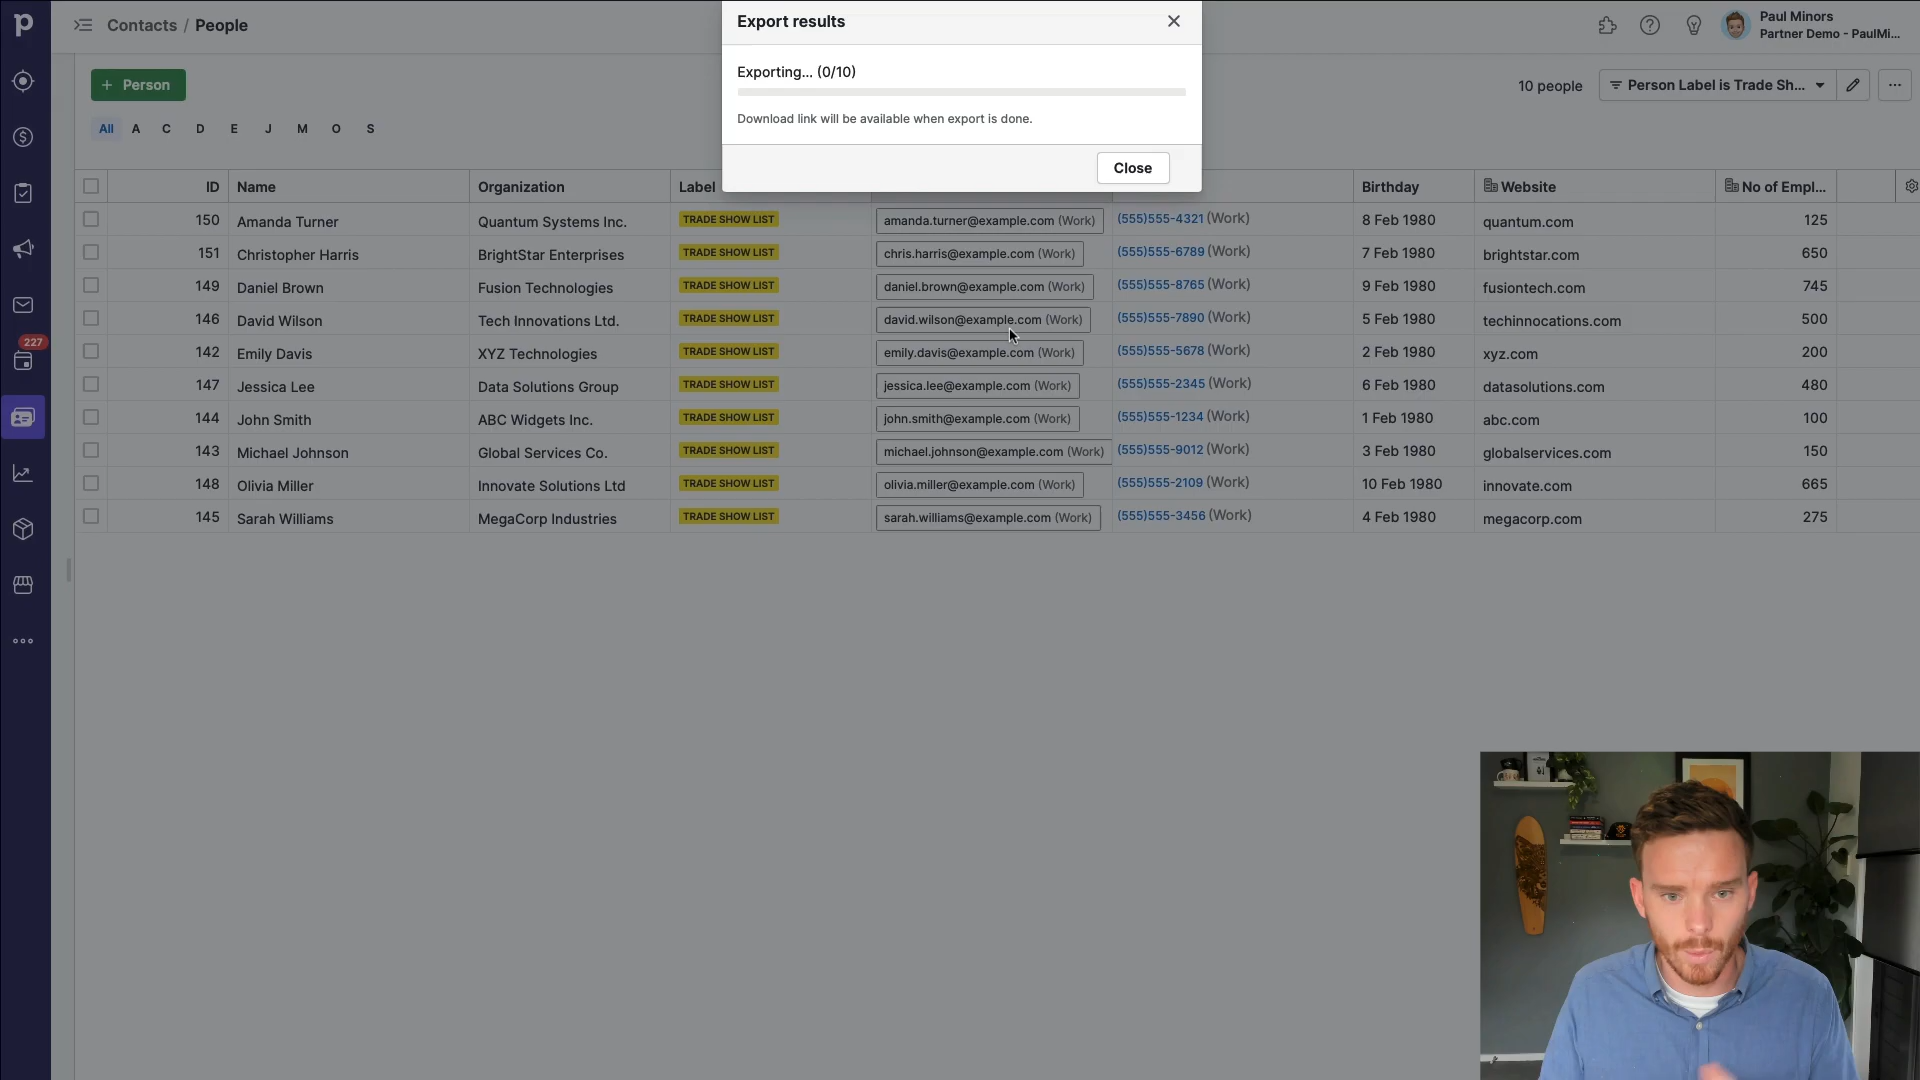 Export results
Contacts / People
Paul Minors
Partner Demo - PaulMi...
Exporting... (0/10)
+ Person
10 people
Person Label is Trade Sh...
Download link will be available when export is done.
All A C D E J M O S
Close
ID Name Organization Label Birthday Website No of Empl...
150 Amanda Turner Quantum Systems Inc. TRADE SHOW LIST amanda.turner@example.com (Work) (555)555-4321 (Work) 8 Feb 1980 quantum.com 125
151 Christopher Harris BrightStar Enterprises TRADE SHOW LIST chris.harris@example.com (Work) (555)555-6789 (Work) 7 Feb 1980 brightstar.com 650
149 Daniel Brown Fusion Technologies TRADE SHOW LIST daniel.brown@example.com (Work) (555)555-8765 (Work) 9 Feb 1980 fusiontech.com 745
146 David Wilson Tech Innovations Ltd. TRADE SHOW LIST david.wilson@example.com (Work) (555)555-7890 (Work) 5 Feb 1980 techinnocations.com 500
227
142 Emily Davis XYZ Technologies TRADE SHOW LIST emily.davis@example.com (Work) (555)555-5678 (Work) 2 Feb 1980 xyz.com 200
147 Jessica Lee Data Solutions Group TRADE SHOW LIST jessica.lee@example.com (Work) (555)555-2345 (Work) 6 Feb 1980 datasolutions.com 480
144 John Smith ABC Widgets Inc. TRADE SHOW LIST john.smith@example.com (Work) (555)555-1234 (Work) 1 Feb 1980 abc.com 100
143 Michael Johnson Global Services Co. TRADE SHOW LIST michael.johnson@example.com (Work) (555)555-9012 (Work) 3 Feb 1980 globalservices.com 150
148 Olivia Miller Innovate Solutions Ltd TRADE SHOW LIST olivia.miller@example.com (Work) (555)555-2109 (Work) 10 Feb 1980 innovate.com 665
145 Sarah Williams MegaCorp Industries TRADE SHOW LIST sarah.williams@example.com (Work) (555)555-3456 (Work) 4 Feb 1980 megacorp.com 275